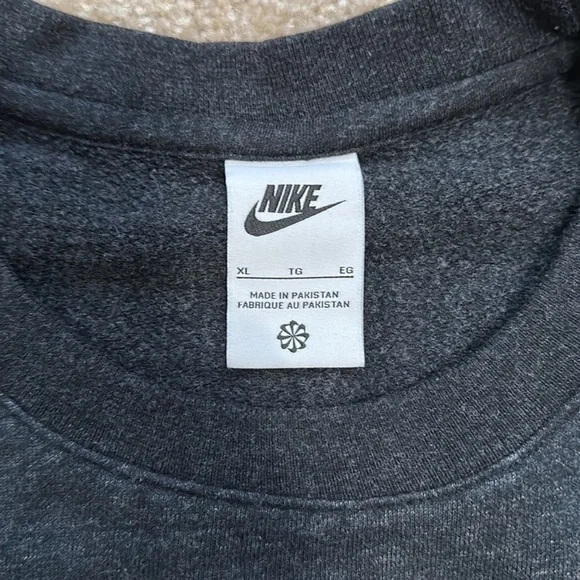 NIKE
XL TG EG
MADE IN PAKISTAN
FABRIQUE AU PAKISTAN